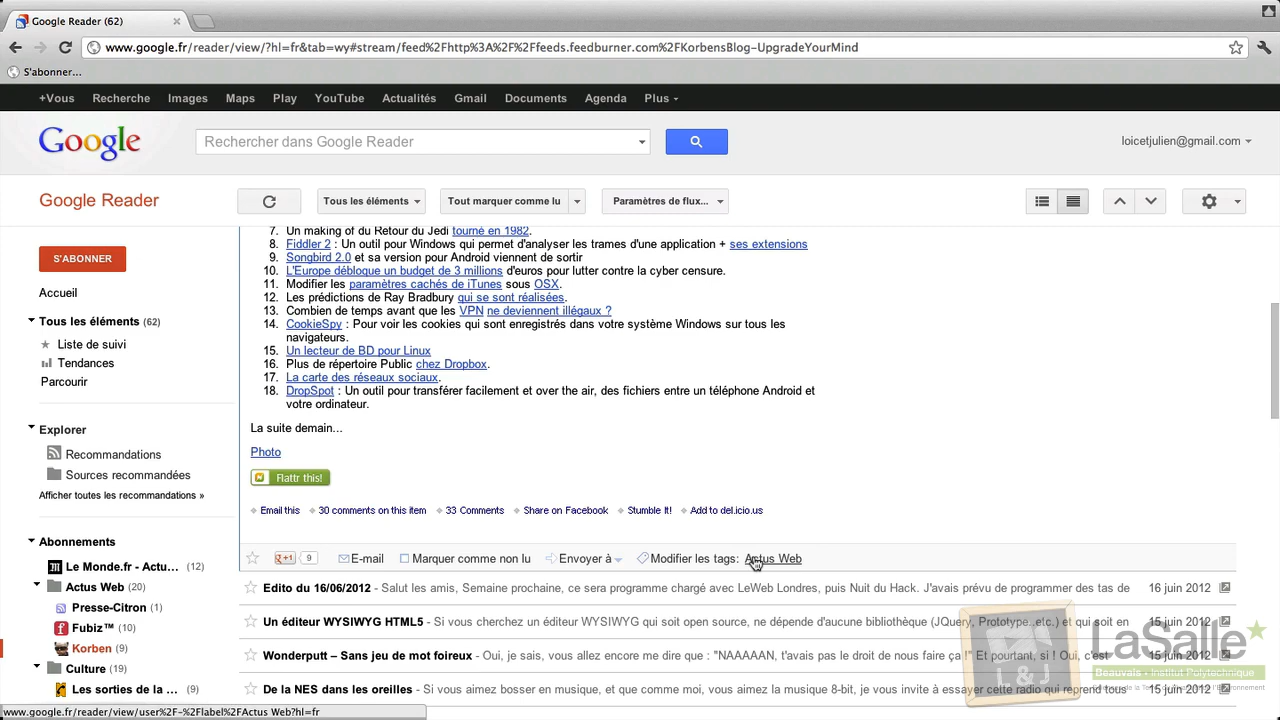 Google Reader (62)
www.google.fr/reader/view/?hl=fr&tab=wy#stream/feed%2Fhttp%3A%2F%2Ffeeds.feedburner.com%2FKorbensBlog-UpgradeYourMind
S'abonner...
+Vous Recherche Images Maps Play YouTube Actualités Gmail Documents Agenda Plus
Google Rechercher dans Google Reader loicetjulien@gmail.com
Google Reader Tous les éléments Tout marquer comme lu Paramètres de flux...
S'ABONNER
Accueil
Tous les éléments (62)
Liste de suivi
Tendances
Parcourir
Explorer
Recommandations
Sources recommandées
Afficher toutes les recommandations »
Abonnements
Le Monde.fr - Actu... (12)
Actus Web (20)
Presse-Citron (1)
Fubiz™ (10)
Korben (9)
Culture (19)
Les sorties de la ... (9)
7. Un making of du Retour du Jedi tourné en 1982.
8. Fiddler 2 : Un outil pour Windows qui permet d'analyser les trames d'une application + ses extensions
9. Songbird 2.0 et sa version pour Android viennent de sortir
10. L'Europe débloque un budget de 3 millions d'euros pour lutter contre la cyber censure.
11. Modifier les paramètres cachés de iTunes sous OSX.
12. Les prédictions de Ray Bradbury qui se sont réalisées.
13. Combien de temps avant que les VPN ne deviennent illégaux ?
14. CookieSpy : Pour voir les cookies qui sont enregistrés dans votre système Windows sur tous les
navigateurs.
15. Un lecteur de BD pour Linux
16. Plus de répertoire Public chez Dropbox.
17. La carte des réseaux sociaux.
18. DropSpot : Un outil pour transférer facilement et over the air, des fichiers entre un téléphone Android et
votre ordinateur.
La suite demain...
Photo
Flattr this!
Email this 30 comments on this item 33 Comments Share on Facebook Stumble It! Add to del.icio.us
+1 9 E-mail Marquer comme non lu Envoyer à Modifier les tags: Actus Web
Edito du 16/06/2012 - Salut les amis, Semaine prochaine, ce sera programme chargé avec LeWeb Londres, puis Nuit du Hack. J'avais prévu de programmer des tas de 16 juin 2012
Un éditeur WYSIWYG HTML5 - Si vous cherchez un éditeur WYSIWYG qui soit open source, ne dépende d'aucune bibliothèque (JQuery, Prototype..etc.) et qui soit en 15 juin 2012
Wonderputt – Sans jeu de mot foireux - Oui, je sais, vous allez encore me dire que : "NAAAAAN, t'avais pas le droit de nous faire ça !" Et pourtant, si ! Oui, c'est 15 juin 2012
De la NES dans les oreilles - Si vous aimez bosser en musique, et que comme moi, vous aimez la musique 8-bit, je vous invite à essayer cette radio qui reprend tous 15 juin 2012
L & J
LaSalle
Beauvais - Institut Polytechnique
www.google.fr/reader/view/user%2F-%2Flabel%2FActus Web?hl=fr